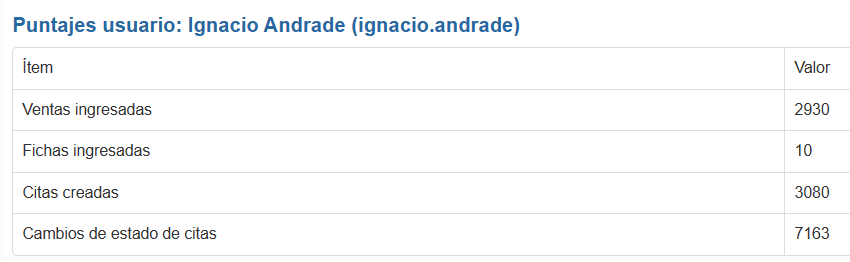 Puntajes usuario: Ignacio Andrade (ignacio.andrade)
Ítem Valor
Ventas ingresadas 2930
Fichas ingresadas 10
Citas creadas 3080
Cambios de estado de citas 7163